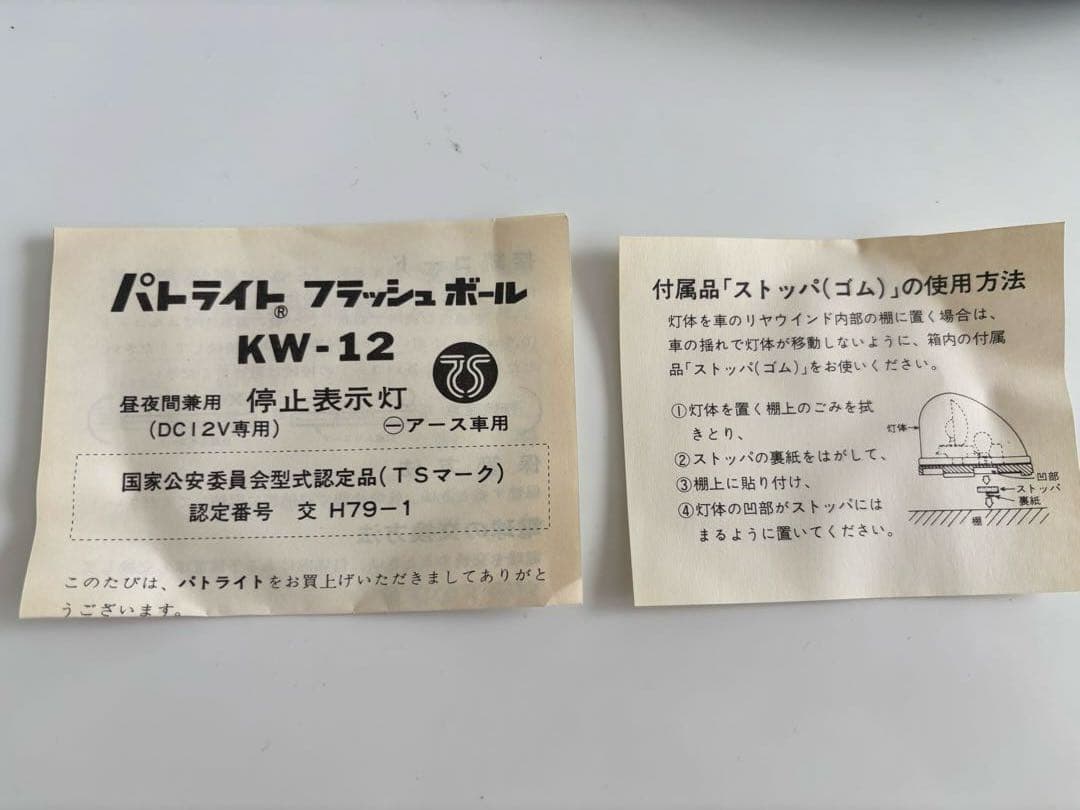 パトライト® フラッシュボール
KW-12
TS
昼夜間兼用 停止表示灯
(DC12V専用) ㊀アース車用
国家公安委員会型式認定品(TSマーク)
認定番号 交 H79-1
このたびは、パトライトをお買上げいただきましてありがと
うございます。
付属品「ストッパ(ゴム)」の使用方法
灯体を車のリヤウインド内部の棚に置く場合は、
車の揺れで灯体が移動しないように、箱内の付属
品「ストッパ(ゴム)」をお使いください。
①灯体を置く棚上のごみを拭
きとり、
②ストッパの裏紙をはがして、
③棚上に貼り付け、
④灯体の凹部がストッパには
まるように置いてください。
灯体
凹部
ストッパ
裏紙
棚